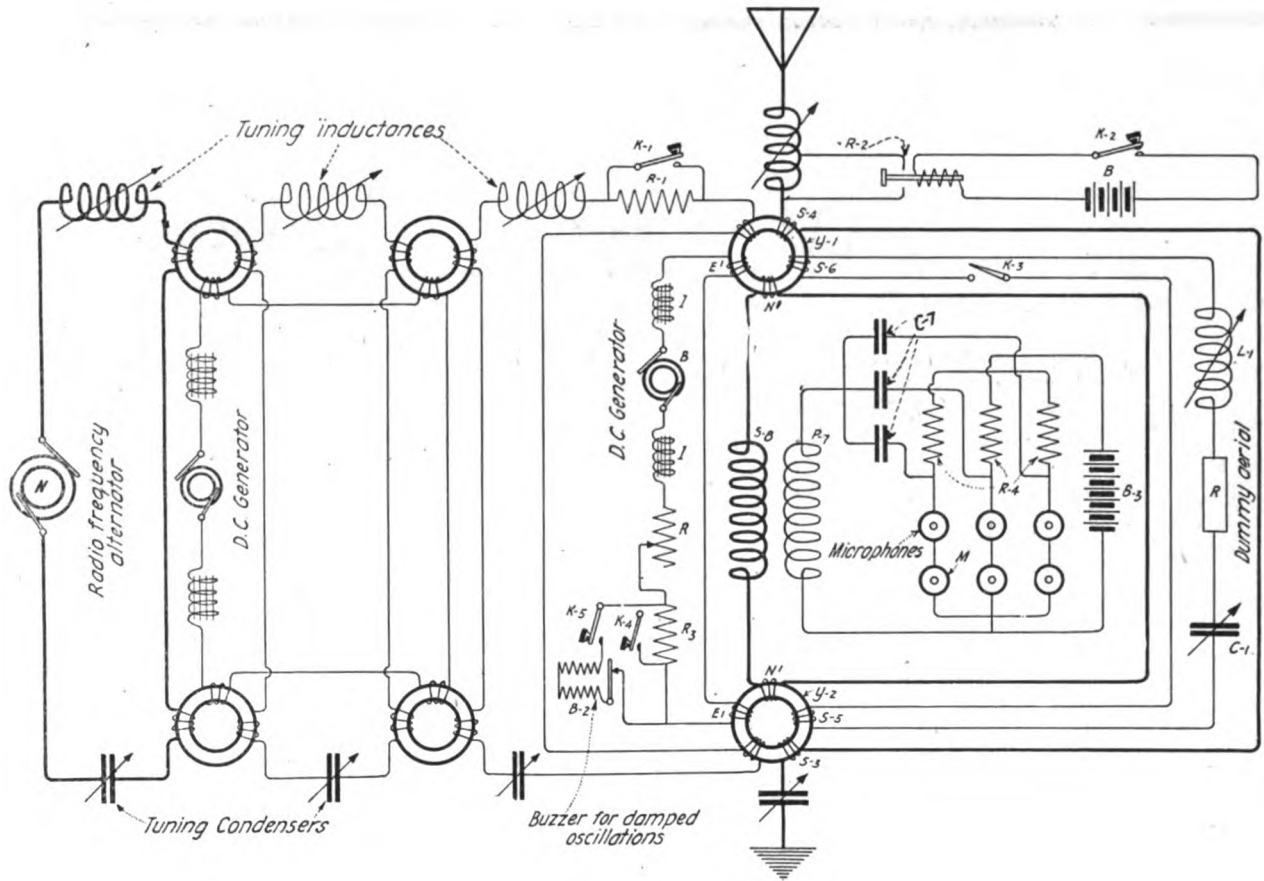 Tuning inductances
K-1
R-1
R-2
K-2
B
S-4
Y-1
E'
S-6
K-3
N'
I
B
D.C Generator
I
R
K-5
K-4
R3
B-2
Buzzer for damped
oscillations
N
Radio frequency
alternator
D.C. Generator
Tuning Condensers
C-7
S-8
P-7
R-4
Microphones
M
B-3
L-1
R
Dummy aerial
C-1
N'
Y-2
E1
S-5
S-3